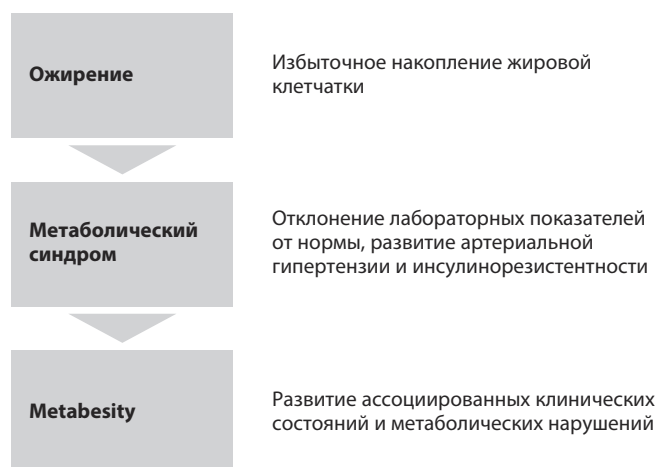 Ожирение
Избыточное накопление жировой
клетчатки
Метаболический
синдром
Отклонение лабораторных показателей
от нормы, развитие артериальной
гипертензии и инсулинорезистентности
Metabesity
Развитие ассоциированных клинических
состояний и метаболических нарушений